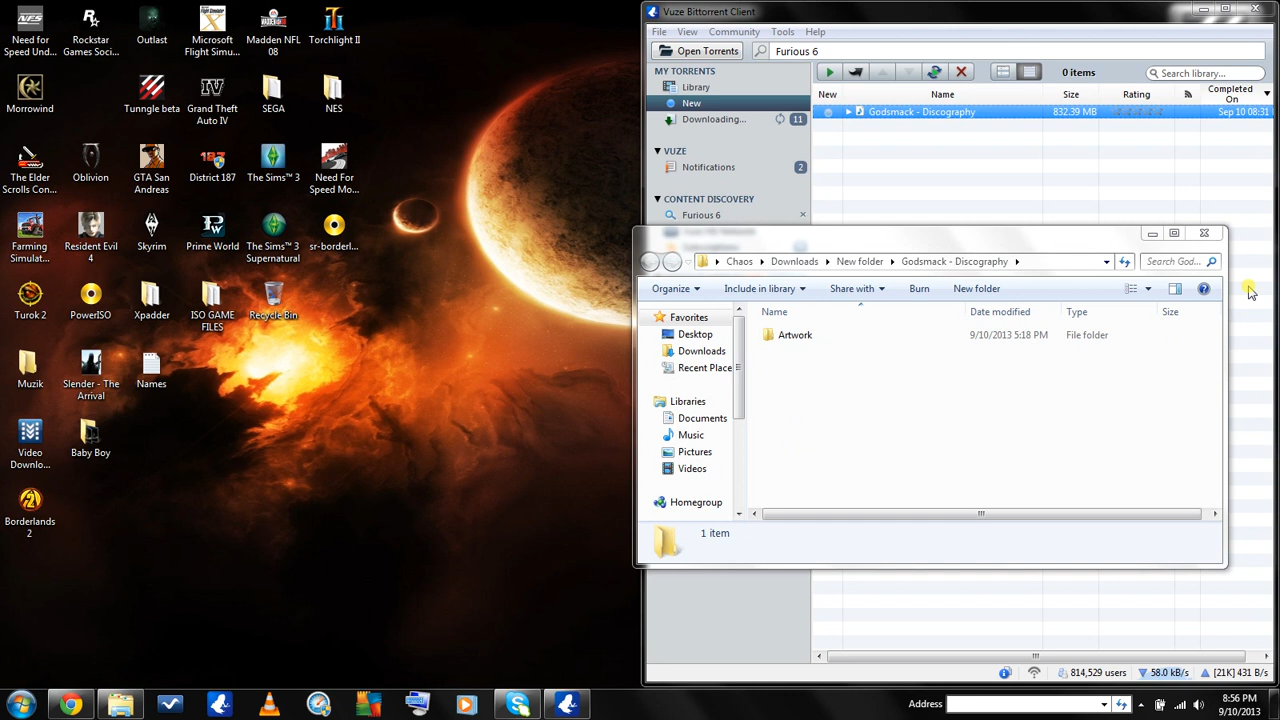 Need for
Speed Und...
Rockstar
Games Soci...
Outlast
Microsoft
Flight Simu...
Madden NFL
08
Torchlight II
Morrowind
Tunngle beta
Grand Theft
Auto IV
SEGA
NES
The Elder
Scrolls Con...
Oblivion
GTA San
Andreas
District 187
The Sims™ 3
Need For
Speed Mo...
Farming
Simulat...
Resident Evil
4
Skyrim
Prime World
The Sims™ 3
Supernatural
sr-borderl...
Turok 2
PowerISO
Xpadder
ISO GAME
FILES
Recycle Bin
Muzik
Slender - The
Arrival
Names
Video
Downlo...
Baby Boy
Borderlands
2
Vuze Bittorrent Client
File View Community Tools Help
Open Torrents
Furious 6
MY TORRENTS
Library
New
Downloading... 11
VUZE
Notifications 2
CONTENT DISCOVERY
Furious 6
0 items
Search library...
New Name Size Rating Completed On
Godsmack - Discography 832.39 MB Sep 10 08:31
Chaos Downloads New folder Godsmack - Discography
Search God...
Organize Include in library Share with Burn New folder
Favorites
Desktop
Downloads
Recent Place
Libraries
Documents
Music
Pictures
Videos
Homegroup
Name Date modified Type Size
Artwork 9/10/2013 5:18 PM File folder
1 item
814,529 users 58.0 kB/s [21K] 431 B/s
Address
8:56 PM
9/10/2013